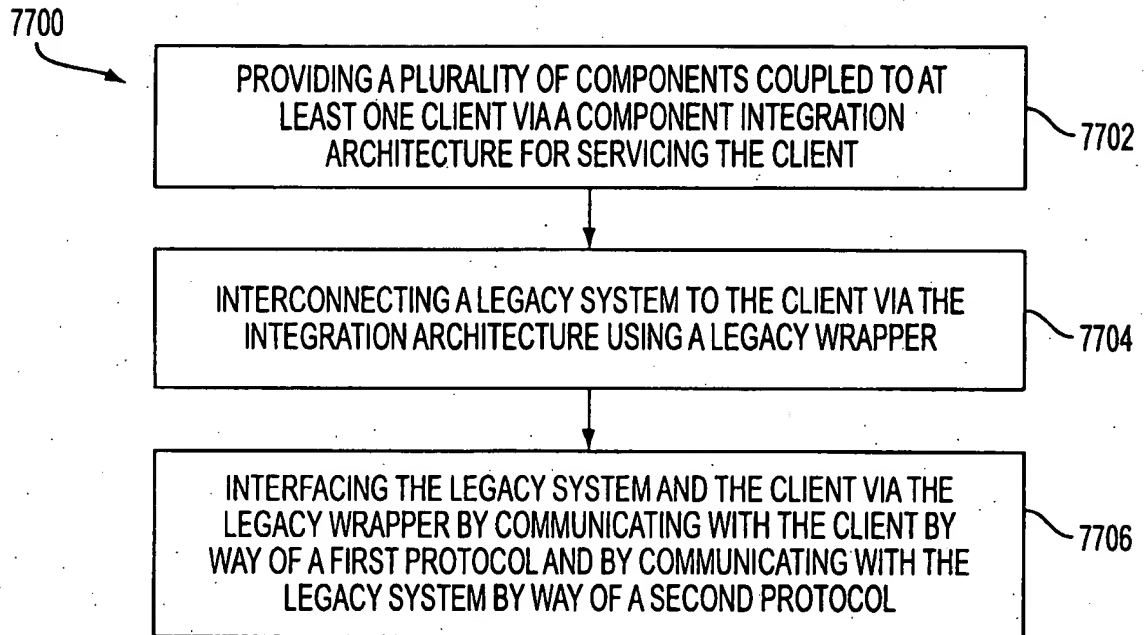 7700
PROVIDING A PLURALITY OF COMPONENTS COUPLED TO AT
LEAST ONE CLIENT VIA A COMPONENT INTEGRATION
ARCHITECTURE FOR SERVICING THE CLIENT
7702
INTERCONNECTING A LEGACY SYSTEM TO THE CLIENT VIA THE
INTEGRATION ARCHITECTURE USING A LEGACY WRAPPER
7704
INTERFACING THE LEGACY SYSTEM AND THE CLIENT VIA THE
LEGACY WRAPPER BY COMMUNICATING WITH THE CLIENT BY
WAY OF A FIRST PROTOCOL AND BY COMMUNICATING WITH THE
LEGACY SYSTEM BY WAY OF A SECOND PROTOCOL
7706